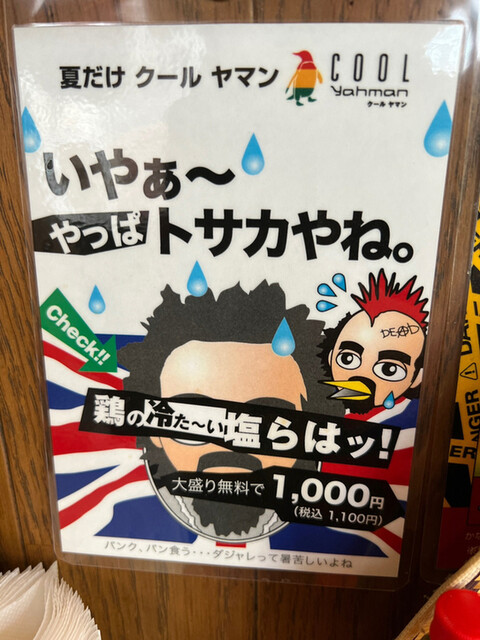 夏だけ クール ヤマン
COOL
yahman
クール ヤマン
いやぁ～
やっぱトサカやね。
Check!!
DEAD
鶏の冷た～い塩らはッ!
大盛り無料で 1,000円
(税込 1,100円)
パンク、パン食う・・・ダジャレって暑苦しいよね